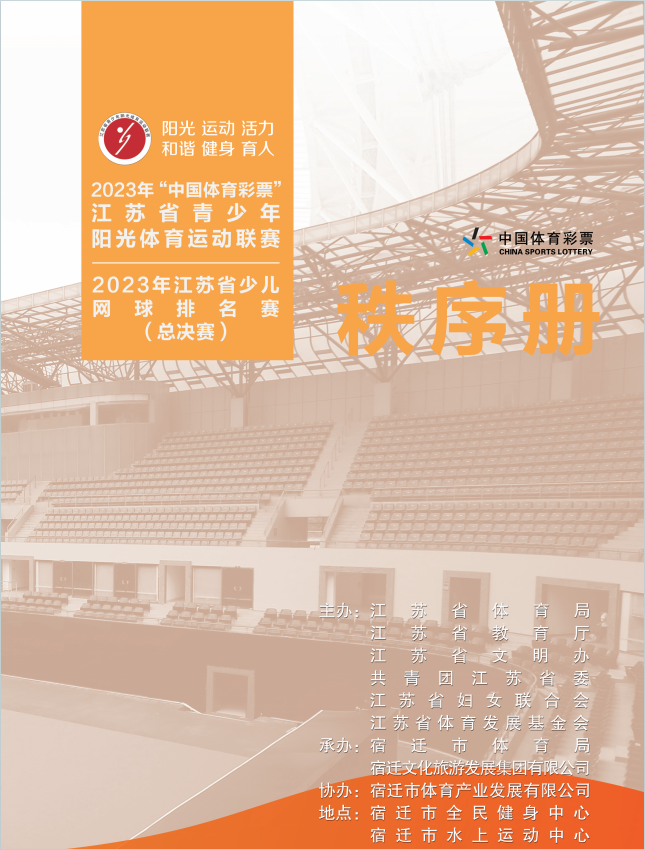 阳光 运动 活力
和谐 健身 育人
2023年“中国体育彩票”
江苏省青少年
阳光体育运动联赛
2023年江苏省少儿
网球排名赛
（总决赛）
中国体育彩票
CHINA SPORTS LOTTERY
秩序册
主办：江苏省体育局
江苏省教育厅
江苏省文明办
共青团江苏省委
江苏省妇女联合会
江苏省体育发展基金会
承办：宿迁市体育局
宿迁文化旅游发展集团有限公司
协办：宿迁市体育产业发展有限公司
地点：宿迁市全民健身中心
宿迁市水上运动中心